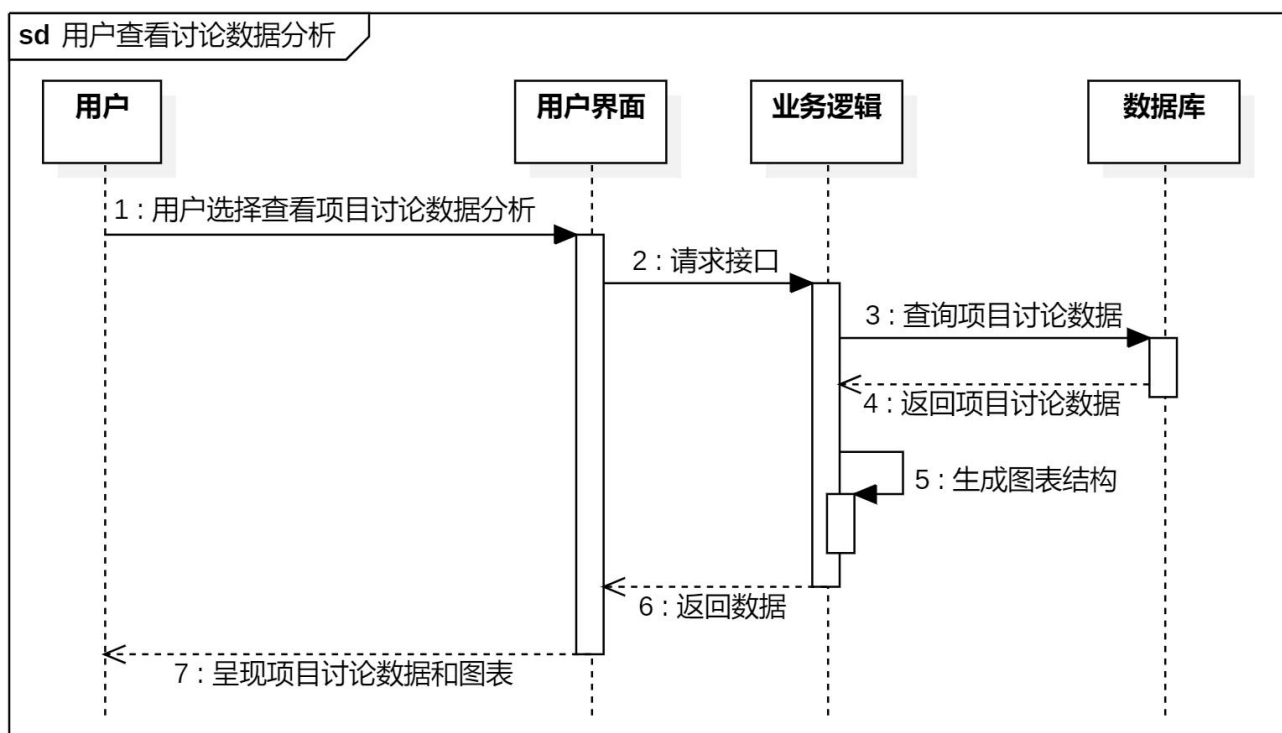 sd 用户查看讨论数据分析
用户
用户界面
业务逻辑
数据库
1 : 用户选择查看项目讨论数据分析
2 : 请求接口
3 : 查询项目讨论数据
4 : 返回项目讨论数据
5 : 生成图表结构
6 : 返回数据
7 : 呈现项目讨论数据和图表